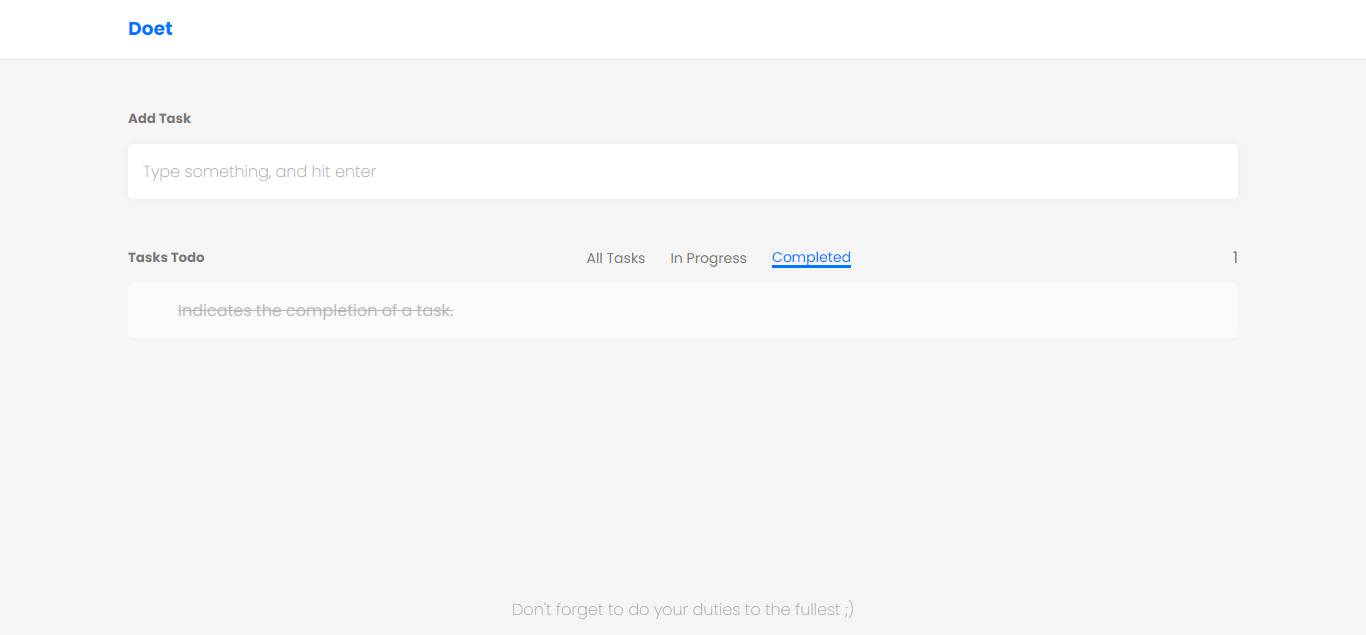 Doet
Add Task
Type something, and hit enter
Tasks Todo All Tasks In Progress Completed 1
Indicates the completion of a task.
Don't forget to do your duties to the fullest ;)